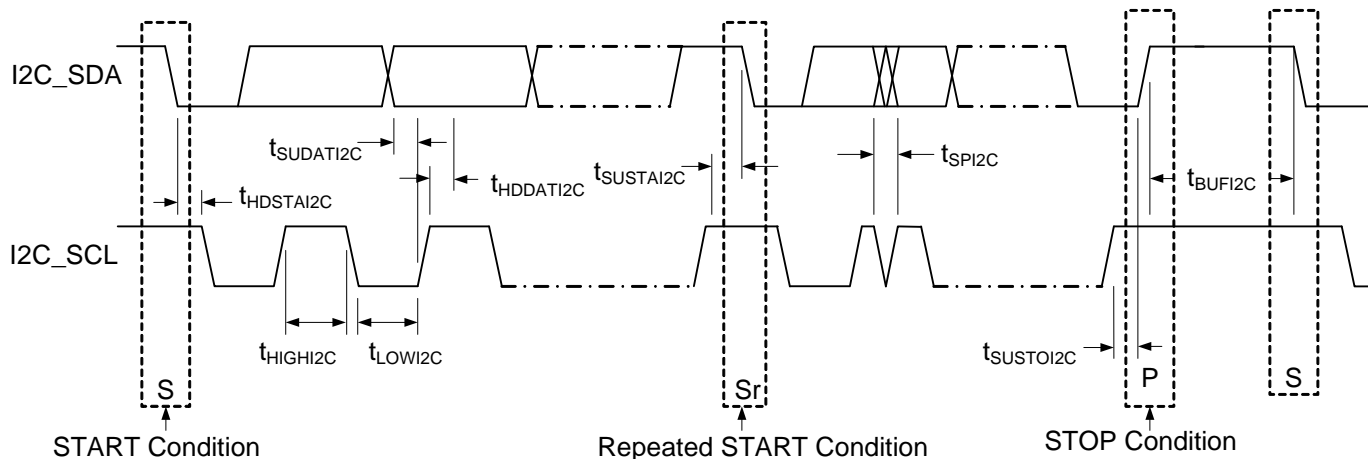 I2C_SDA
tSUDATI2C
tHDDATI2C
tSUSTAI2C
tSPI2C
tBUFI2C
tHDSTAI2C
I2C_SCL
tHIGHI2C
tLOWI2C
tSUSTOI2C
S
Sr
P
S
START Condition
Repeated START Condition
STOP Condition